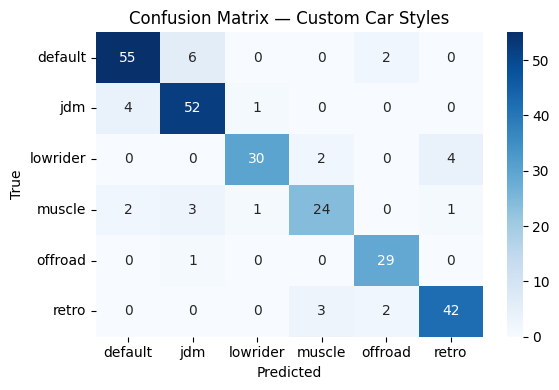 Confusion Matrix — Custom Car Styles
default 55 6 0 0 2 0
jdm 4 52 1 0 0 0
lowrider 0 0 30 2 0 4
muscle 2 3 1 24 0 1
offroad 0 1 0 0 29 0
retro 0 0 0 3 2 42
default jdm lowrider muscle offroad retro
Predicted
True
50
40
30
20
10
0